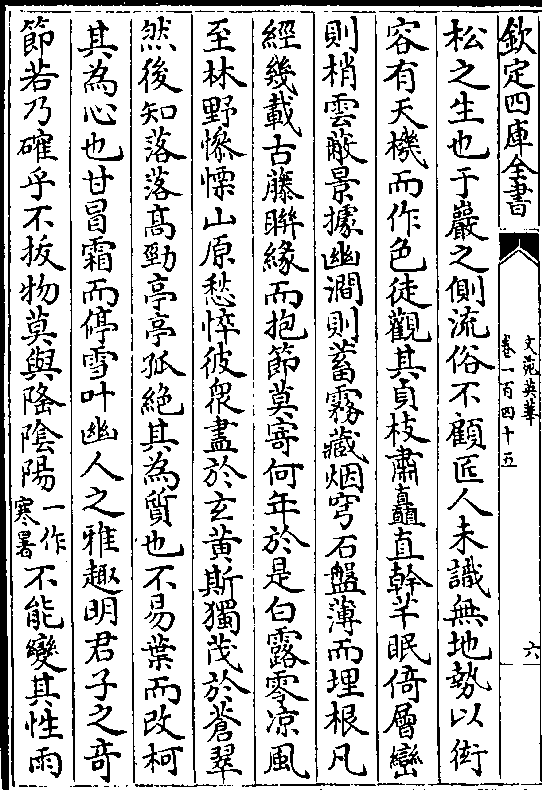 欽定四庫全書
文苑英華
卷一百四十五
六
松之生也于巖之側流俗不顧匠人未識無地勢以衒
容有天機而作色徒觀其貞枝肅矗直幹芊眠倚層巒
則梢雲蔽景據幽澗則蓄霧藏烟穹石盤薄而埋根凡
經幾載古藤聮緣而抱節莫寄何年於是白露零凉風
至林野慘慄山原愁悴彼衆盡於玄黄斯獨茂於蒼翠
然後知落落髙勁亭亭孤絶其為質也不易葉而改柯
其為心也甘冒霜而停雪叶幽人之雅趣明君子之竒
節若乃確乎不拔物莫與隆陰陽一作寒暑不能變其性雨